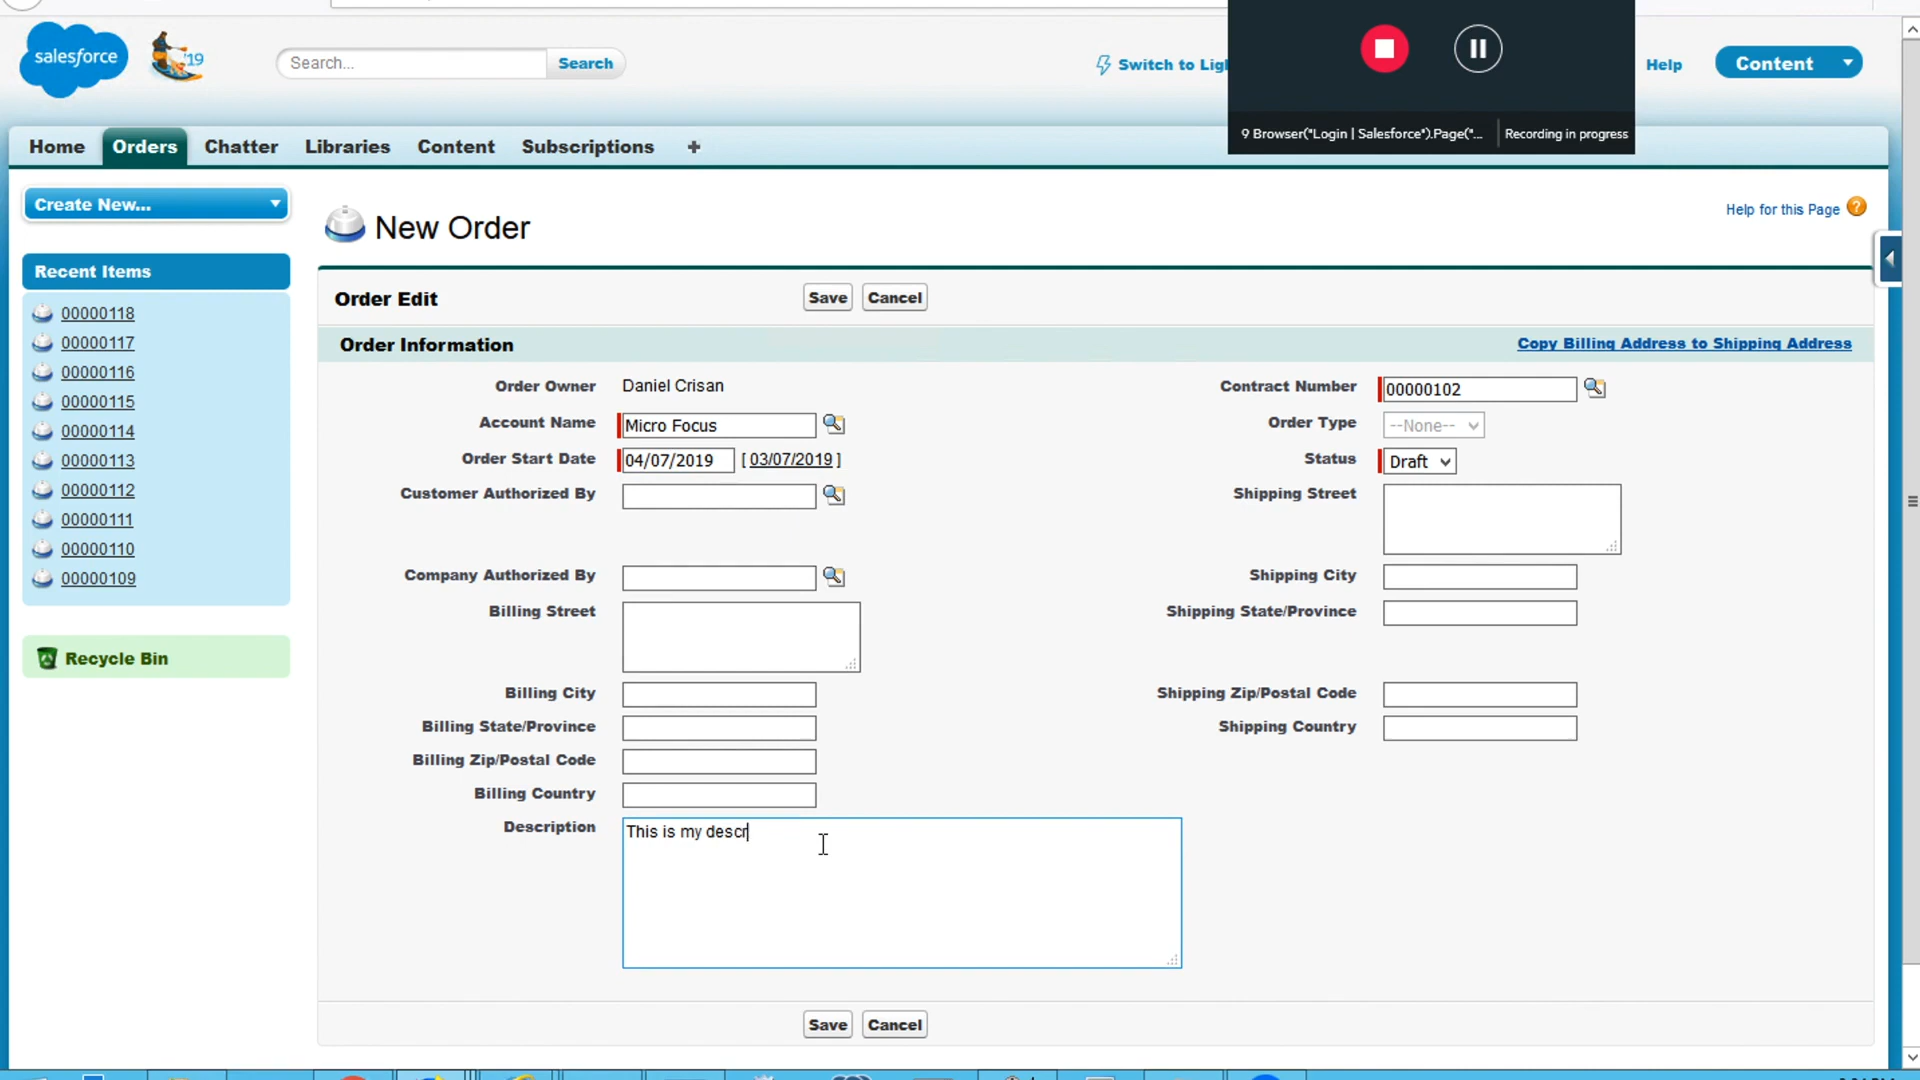 salesforce
'19
Search...
Search
Switch to Ligh
Help
Content
9 Browser("Login | Salesforce").Page("...
Recording in progress
Home
Orders
Chatter
Libraries
Content
Subscriptions
+
Create New...
New Order
Help for this Page
?
Recent Items
00000118
00000117
00000116
00000115
00000114
00000113
00000112
00000111
00000110
00000109
Recycle Bin
Order Edit
Save
Cancel
Order Information
Copy Billing Address to Shipping Address
Order Owner
Daniel Crisan
Contract Number
00000102
Account Name
Micro Focus
Order Type
--None--
Order Start Date
04/07/2019
[ 03/07/2019 ]
Status
Draft
Customer Authorized By
Shipping Street
Company Authorized By
Shipping City
Billing Street
Shipping State/Province
Billing City
Shipping Zip/Postal Code
Billing State/Province
Shipping Country
Billing Zip/Postal Code
Billing Country
Description
This is my descr
Save
Cancel